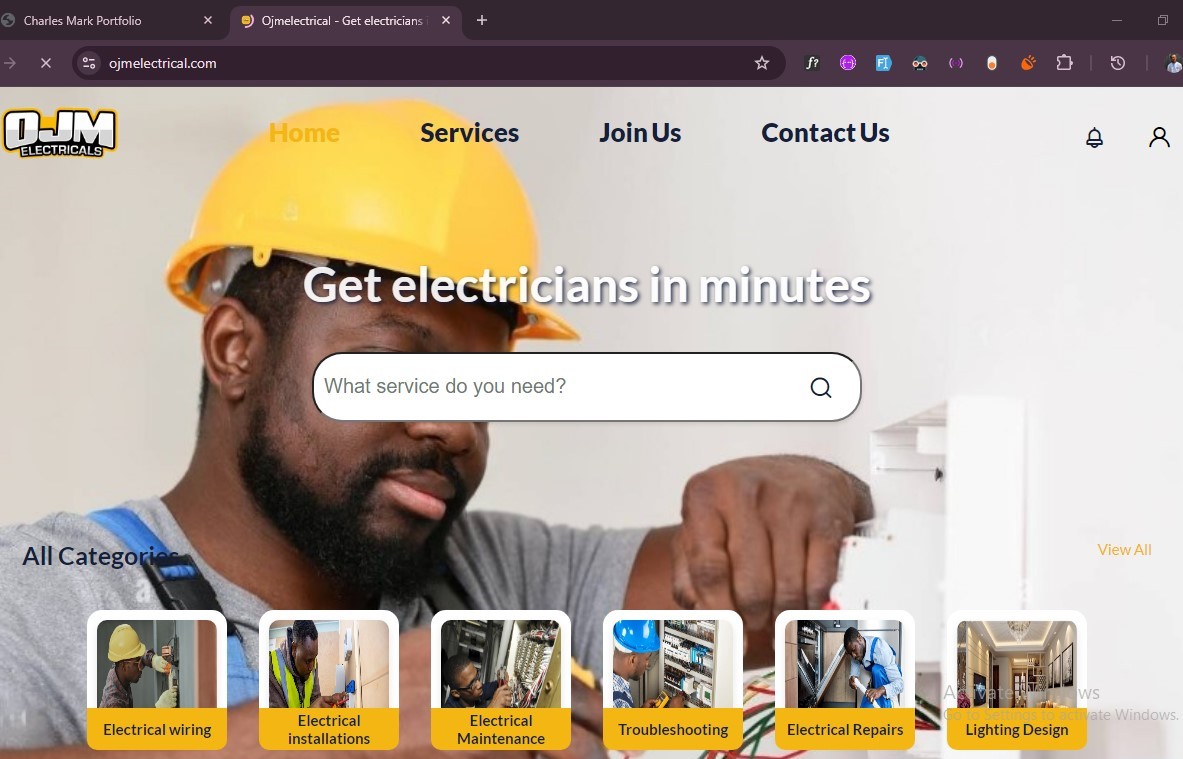 Charles Mark Portfolio
Ojmelectrical - Get electricians
ojmelectrical.com
f?
OJM
ELECTRICALS
Home
Services
Join Us
Contact Us
Get electricians in minutes
What service do you need?
All Categories
View All
Electrical wiring
Electrical
installations
Electrical
Maintenance
Troubleshooting
Electrical Repairs
Lighting Design
Activate Windows
Go to Settings to activate Windows.